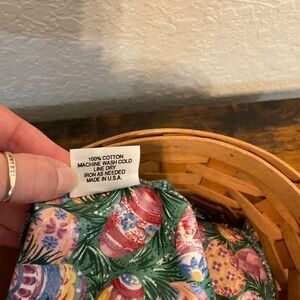 100% COTTON
MACHINE WASH COLD
LINE DRY
IRON AS NEEDED
MADE IN U.S.A.